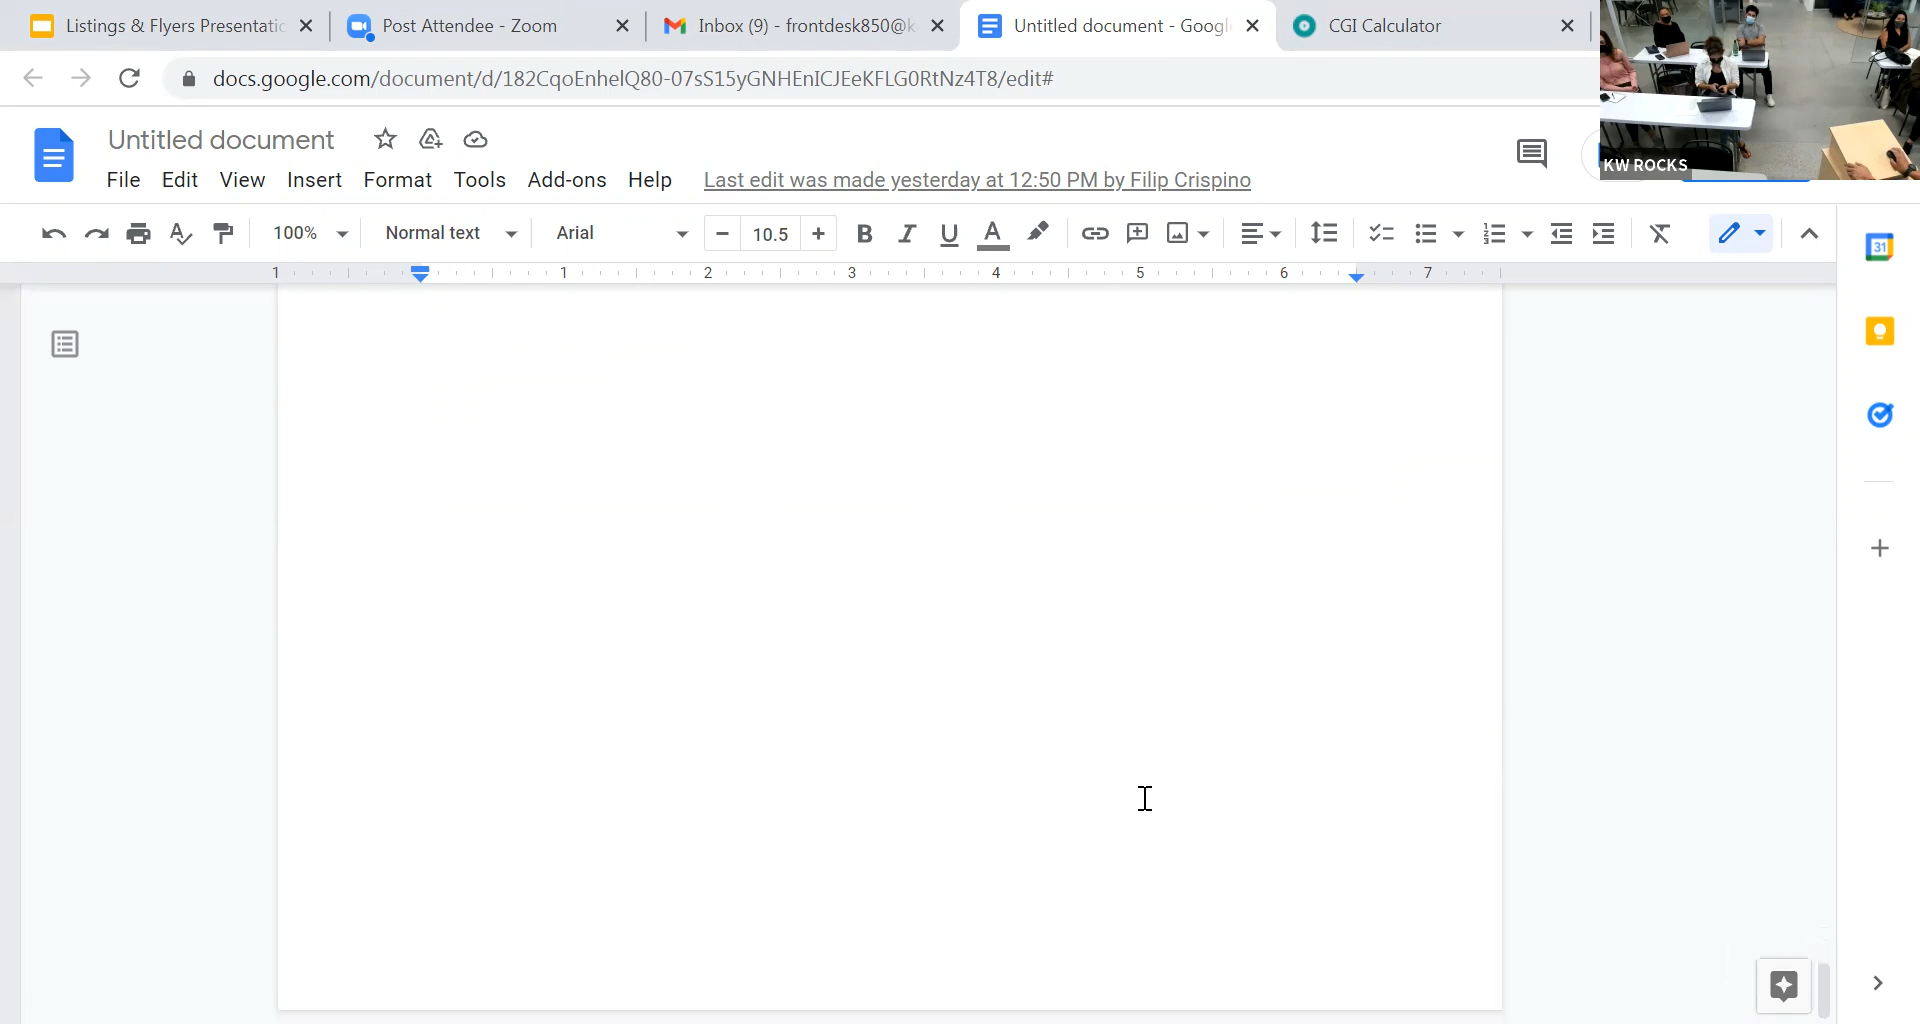 Listings & Flyers Presentatic
Post Attendee - Zoom
Inbox (9) - frontdesk850@k
Untitled document - Googl
CGI Calculator
docs.google.com/document/d/182CqoEnhelQ80-07sS15yGNHEnICJEeKFLG0RtNz4T8/edit#
Untitled document
File Edit View Insert Format Tools Add-ons Help Last edit was made yesterday at 12:50 PM by Filip Crispino
KW ROCKS
100% Normal text Arial 10.5
1 1 2 3 4 5 6 7
31